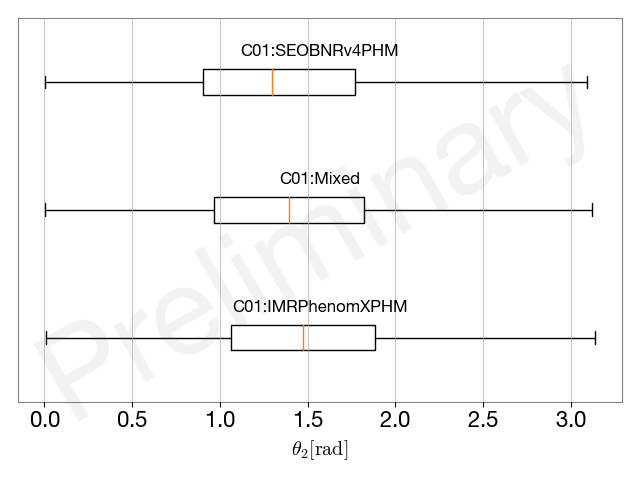 C01:SEOBNRv4PHM
C01:Mixed
C01:IMRPhenomXPHM
Preliminary
0.0 0.5 1.0 1.5 2.0 2.5 3.0
θ₂[rad]